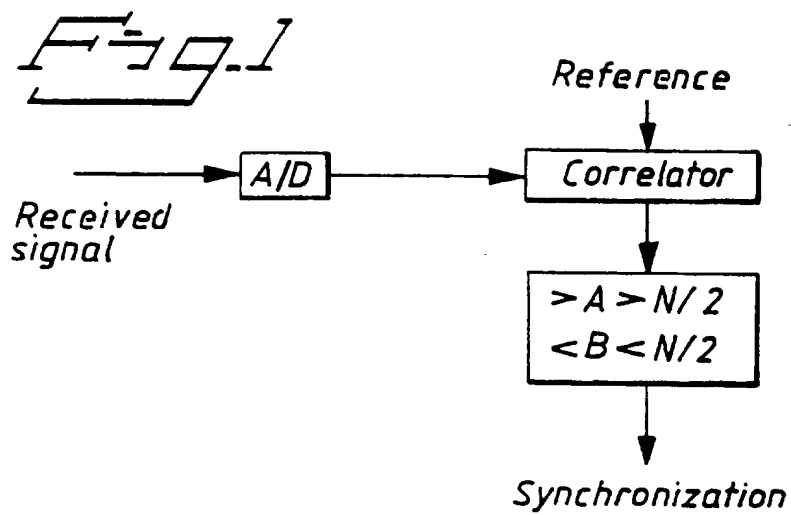 Fig.1
Reference
A/D
Correlator
Received
signal
>A>N/2
<B<N/2
Synchronization